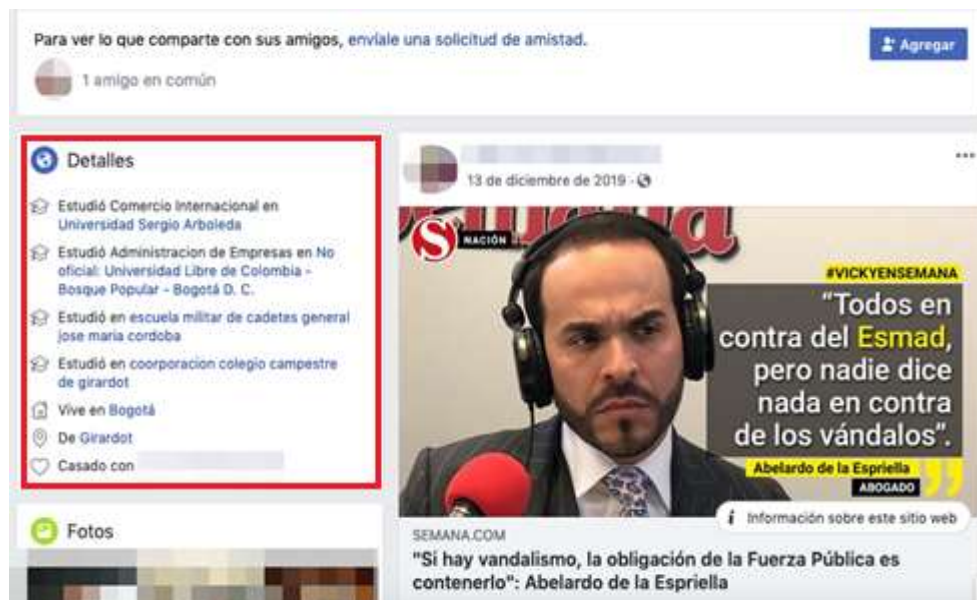 Para ver lo que comparte con sus amigos, envíale una solicitud de amistad.
Agregar
1 amigo en común
Detalles
Estudió Comercio Internacional en
Universidad Sergio Arboleda
Estudió Administracion de Empresas en No
oficial: Universidad Libre de Colombia -
Bosque Popular - Bogotá D. C.
Estudió en escuela militar de cadetes general
jose maria cordoba
Estudió en coorporacion colegio campestre
de girardot
Vive en Bogotá
De Girardot
Casado con
Fotos
13 de diciembre de 2019
Semana
S NACIÓN
#VICKYENSEMANA
“Todos en
contra del Esmad,
pero nadie dice
nada en contra
de los vándalos”.
Abelardo de la Espriella
ABOGADO
i Información sobre este sitio web
SEMANA.COM
"Si hay vandalismo, la obligación de la Fuerza Pública es
contenerlo": Abelardo de la Espriella